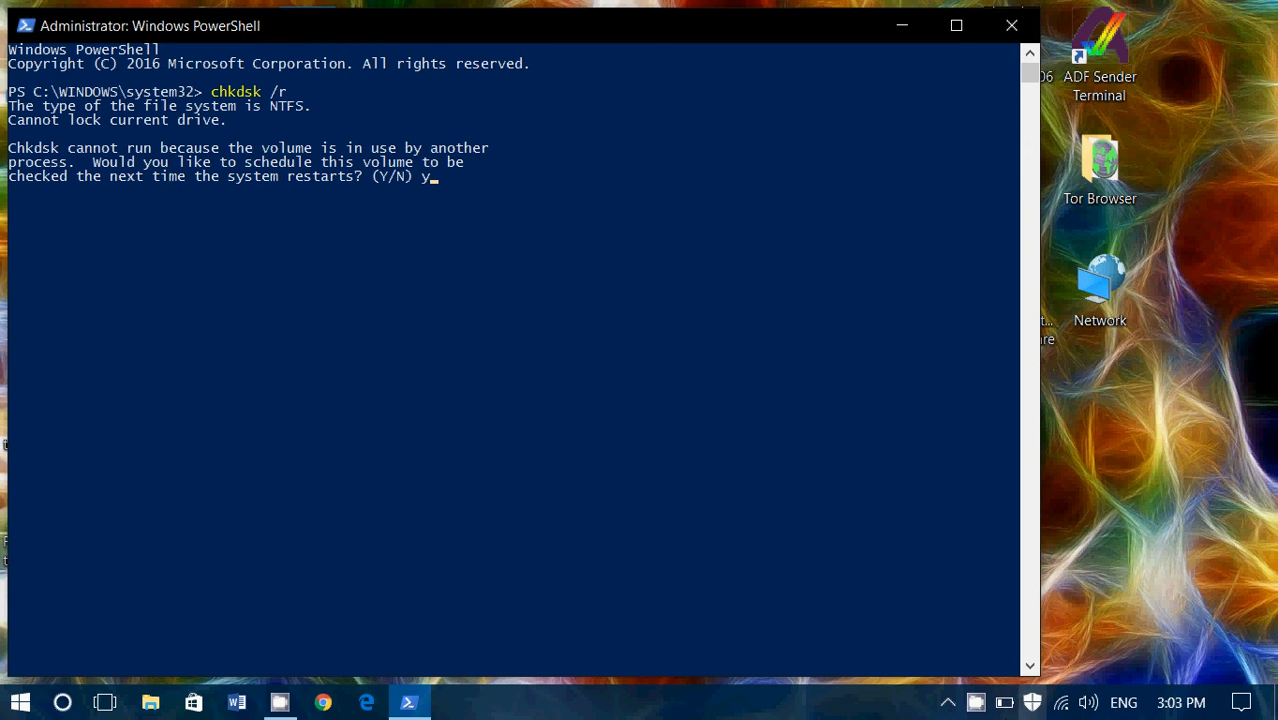 Administrator: Windows PowerShell
Windows PowerShell
Copyright (C) 2016 Microsoft Corporation. All rights reserved.
PS C:\WINDOWS\system32> chkdsk /r
The type of the file system is NTFS.
Cannot lock current drive.
Chkdsk cannot run because the volume is in use by another
process.  Would you like to schedule this volume to be
checked the next time the system restarts? (Y/N) y
06
ADF Sender
Terminal
Tor Browser
t...
Network
are
ENG
3:03 PM